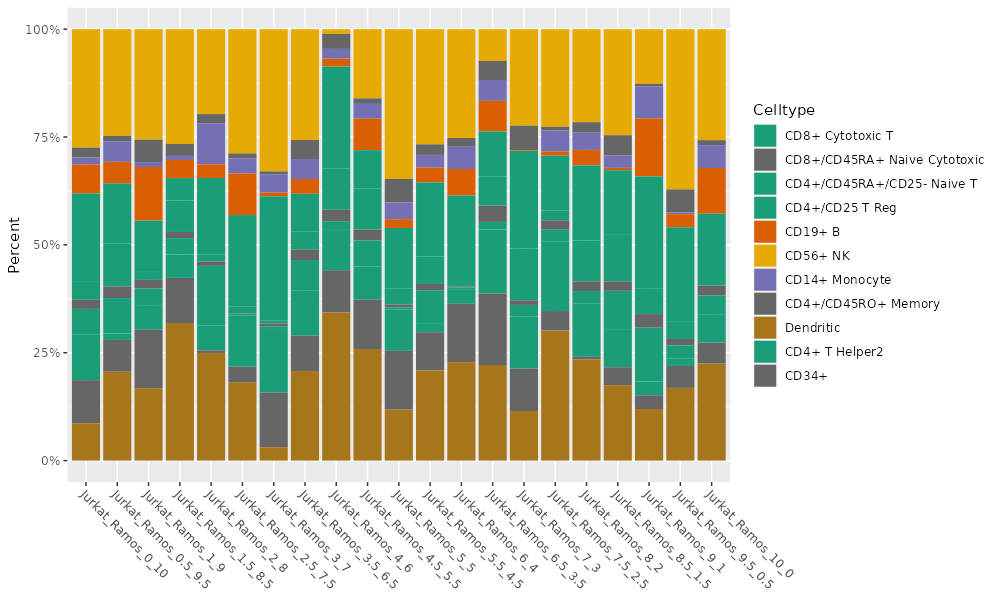 100%
75%
50%
25%
0%
Percent
Jurkat_Ramos_0_10
Jurkat_Ramos_0.5_9.5
Jurkat_Ramos_1_9
Jurkat_Ramos_1.5_8.5
Jurkat_Ramos_2_8
Jurkat_Ramos_2.5_7.5
Jurkat_Ramos_3_7
Jurkat_Ramos_3.5_6.5
Jurkat_Ramos_4_6
Jurkat_Ramos_4.5_5.5
Jurkat_Ramos_5_5
Jurkat_Ramos_5.5_4.5
Jurkat_Ramos_6_4
Jurkat_Ramos_6.5_3.5
Jurkat_Ramos_7_3
Jurkat_Ramos_7.5_2.5
Jurkat_Ramos_8_2
Jurkat_Ramos_8.5_1.5
Jurkat_Ramos_9_1
Jurkat_Ramos_9.5_0.5
Jurkat_Ramos_10_0
Celltype
CD8+ Cytotoxic T
CD8+/CD45RA+ Naive Cytotoxic
CD4+/CD45RA+/CD25- Naive T
CD4+/CD25 T Reg
CD19+ B
CD56+ NK
CD14+ Monocyte
CD4+/CD45RO+ Memory
Dendritic
CD4+ T Helper2
CD34+